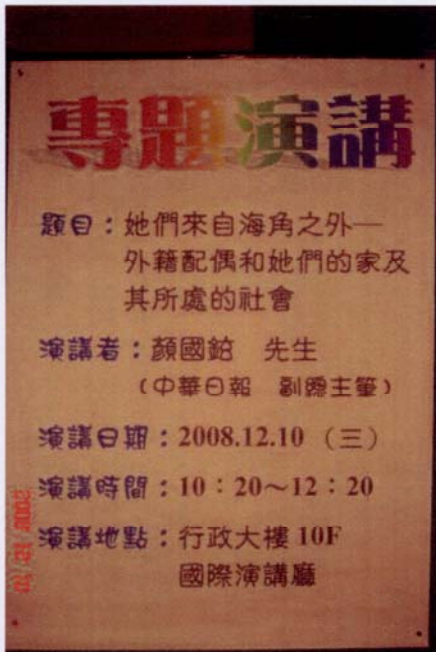 專題演講
題目：她們來自海角之外—
外籍配偶和她們的家及
其所處的社會
演講者：顏國鉑 先生
（中華日報 副總主筆）
演講日期：2008.12.10（三）
演講時間：10：20～12：20
演講地點：行政大樓 10F
國際演講廳